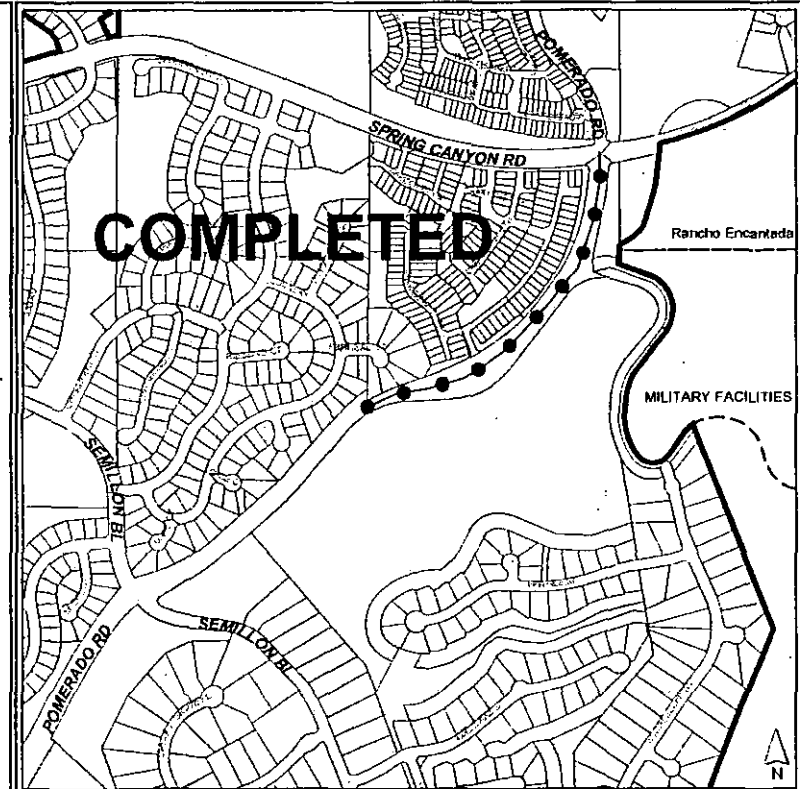 POMERADO RD
SPRING CANYON RD
COMPLETED
Rancho Encantada
MILITARY FACILITIES
SEMILLON BL
SEMILLON BL
POMERADO RD
N